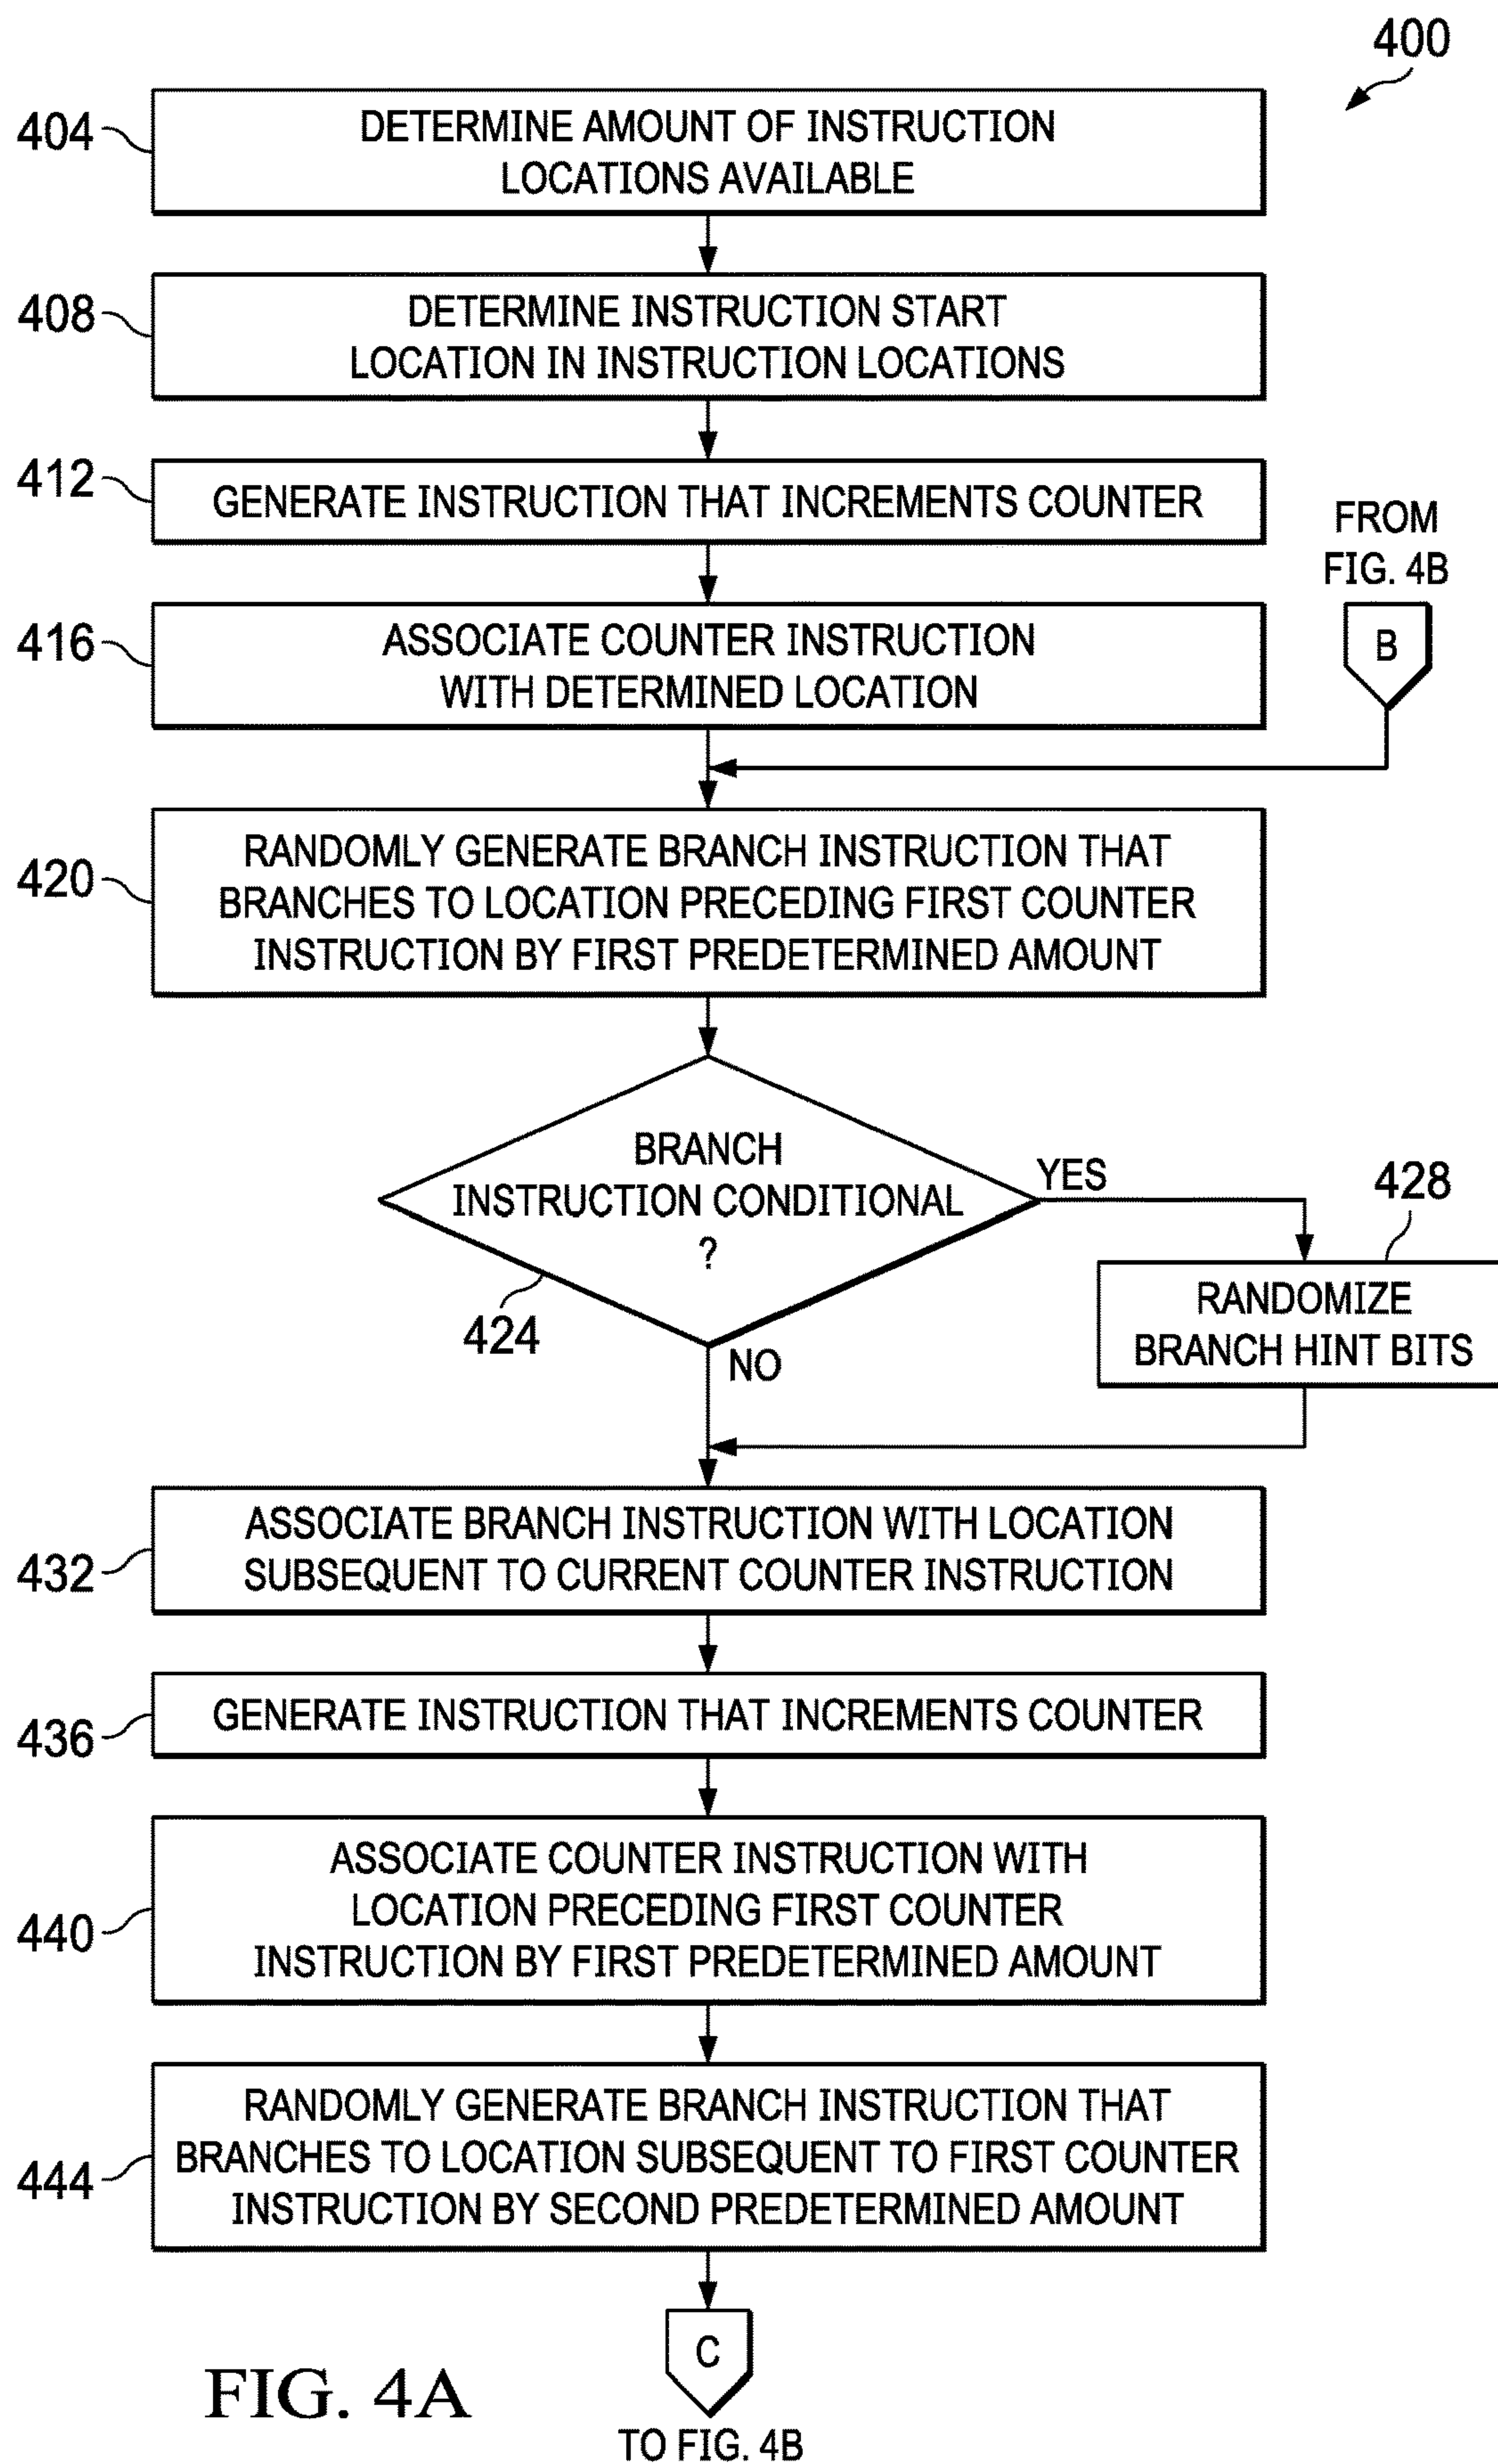 400
404
DETERMINE AMOUNT OF INSTRUCTION
LOCATIONS AVAILABLE
408
DETERMINE INSTRUCTION START
LOCATION IN INSTRUCTION LOCATIONS
412
GENERATE INSTRUCTION THAT INCREMENTS COUNTER
FROM
FIG. 4B
B
416
ASSOCIATE COUNTER INSTRUCTION
WITH DETERMINED LOCATION
420
RANDOMLY GENERATE BRANCH INSTRUCTION THAT
BRANCHES TO LOCATION PRECEDING FIRST COUNTER
INSTRUCTION BY FIRST PREDETERMINED AMOUNT
BRANCH
INSTRUCTION CONDITIONAL
?
424
YES
NO
428
RANDOMIZE
BRANCH HINT BITS
432
ASSOCIATE BRANCH INSTRUCTION WITH LOCATION
SUBSEQUENT TO CURRENT COUNTER INSTRUCTION
436
GENERATE INSTRUCTION THAT INCREMENTS COUNTER
440
ASSOCIATE COUNTER INSTRUCTION WITH
LOCATION PRECEDING FIRST COUNTER
INSTRUCTION BY FIRST PREDETERMINED AMOUNT
444
RANDOMLY GENERATE BRANCH INSTRUCTION THAT
BRANCHES TO LOCATION SUBSEQUENT TO FIRST COUNTER
INSTRUCTION BY SECOND PREDETERMINED AMOUNT
C
TO FIG. 4B
FIG. 4A